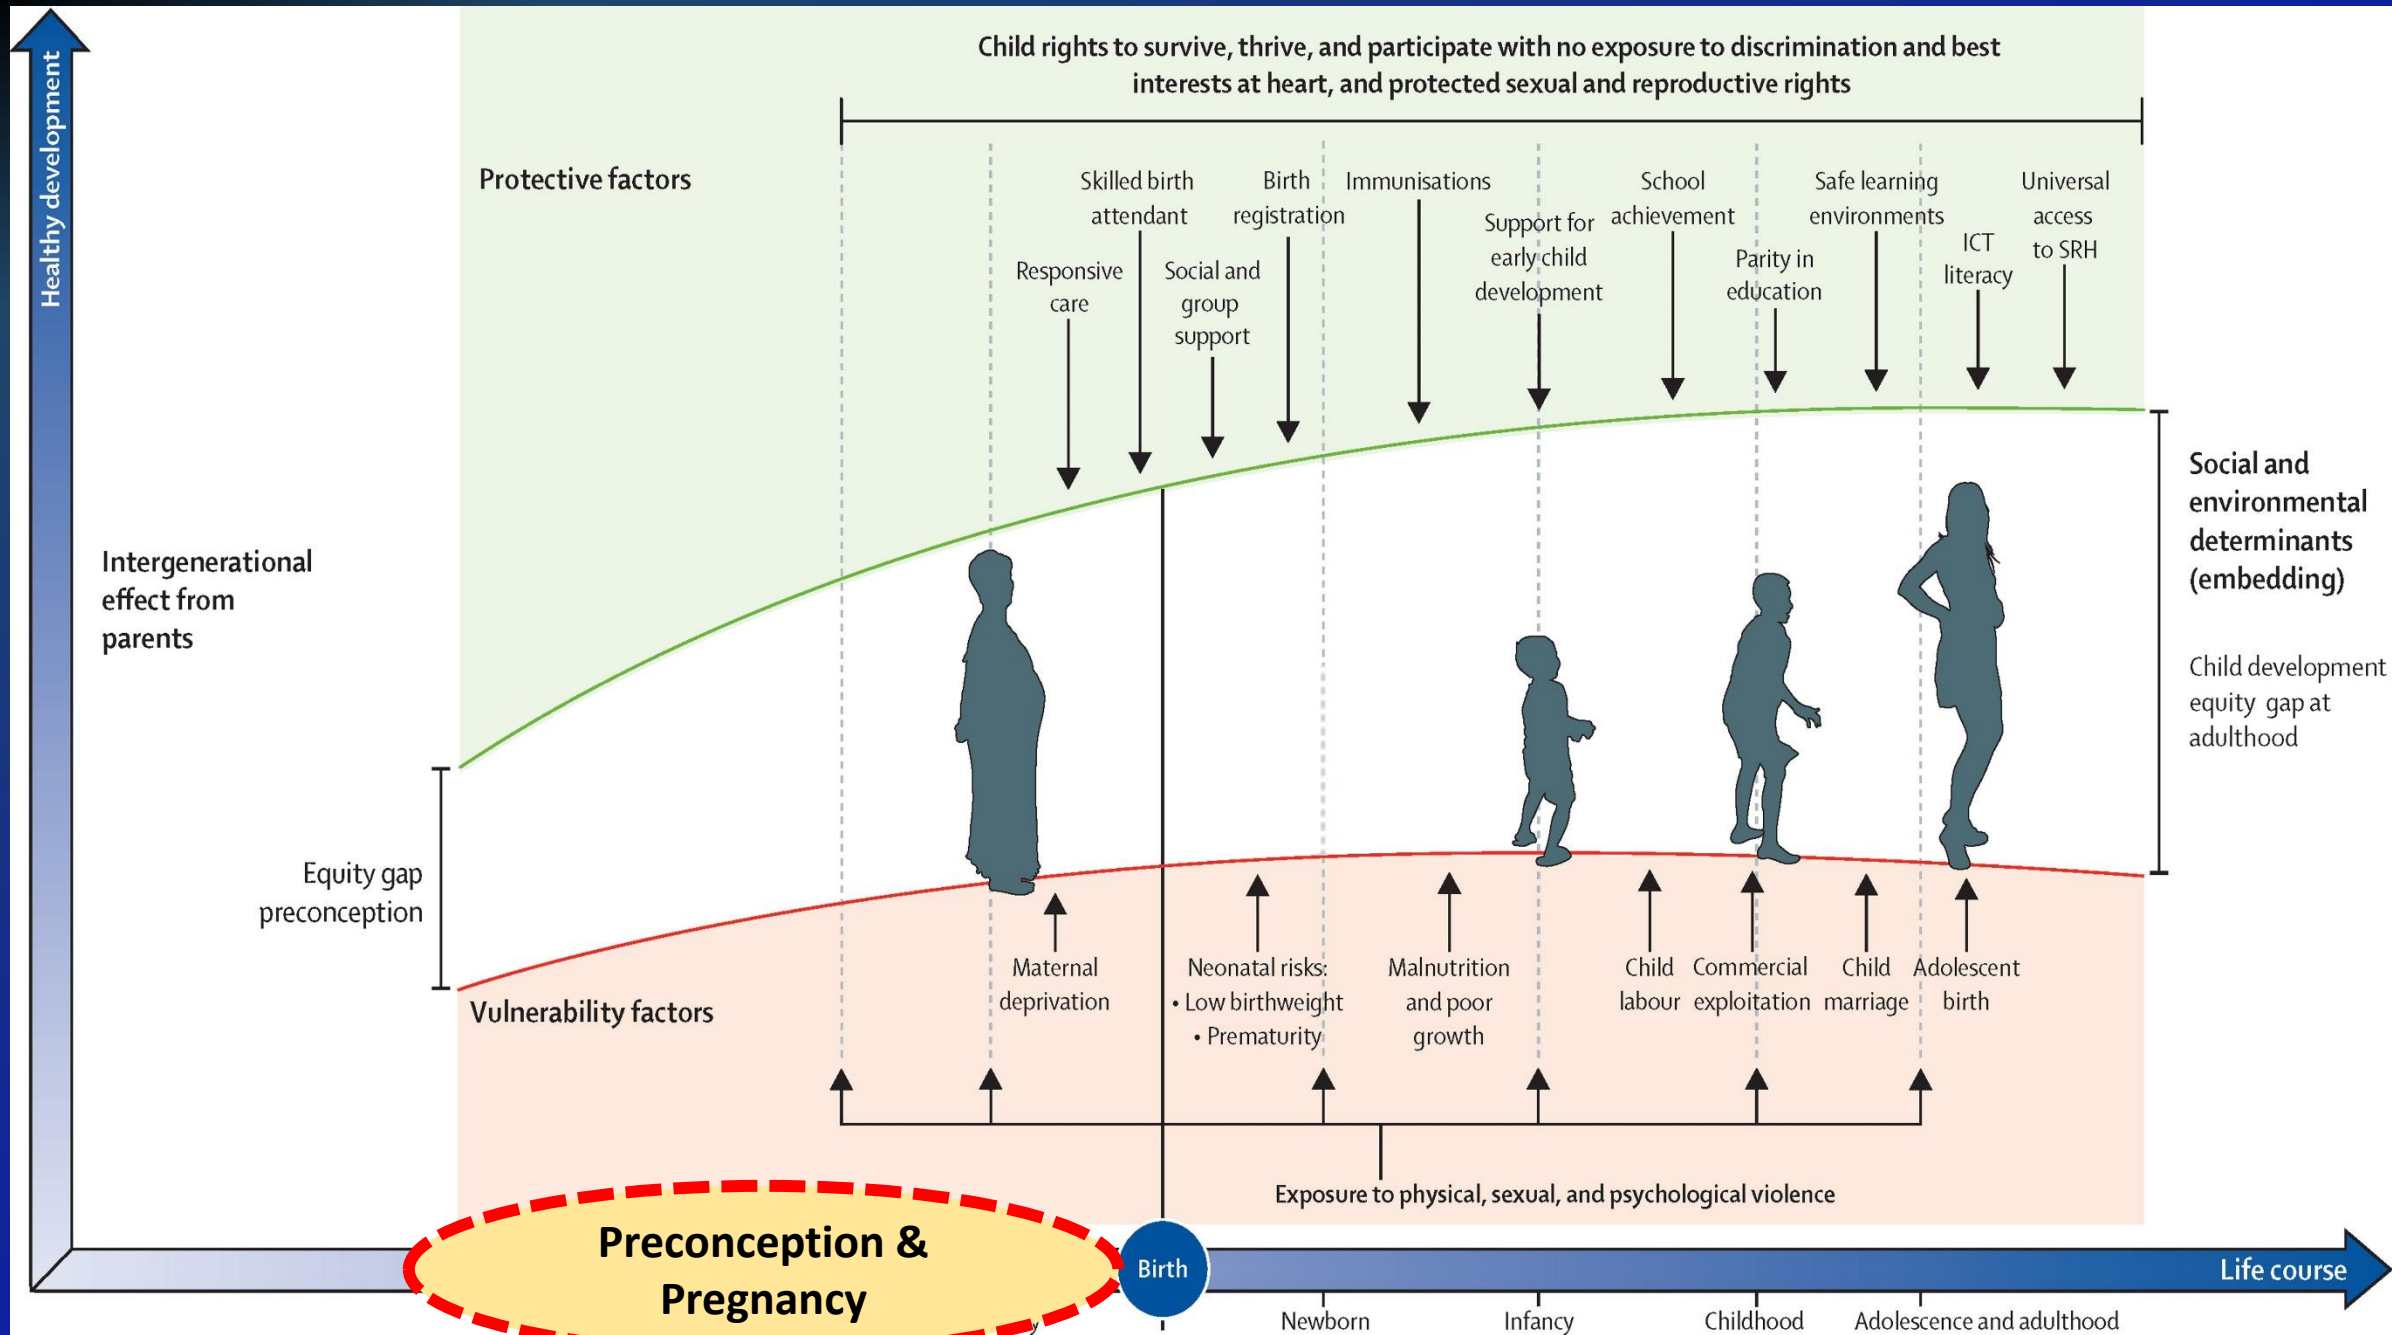 Healthy development
Child rights to survive, thrive, and participate with no exposure to discrimination and best
interests at heart, and protected sexual and reproductive rights
Protective factors
Responsive
care
Skilled birth
attendant
Social and
group
support
Birth
registration
Immunisations
Support for
early child
development
School
achievement
Parity in
education
Safe learning
environments
ICT
literacy
Universal
access
to SRH
Intergenerational
effect from
parents
Equity gap
preconception
Social and
environmental
determinants
(embedding)
Child development
equity gap at
adulthood
Vulnerability factors
Maternal
deprivation
Neonatal risks:
• Low birthweight
• Prematurity
Malnutrition
and poor
growth
Child
labour
Commercial
exploitation
Child
marriage
Adolescent
birth
Exposure to physical, sexual, and psychological violence
Preconception &
Pregnancy
Birth
Life course
Newborn
Infancy
Childhood
Adolescence and adulthood